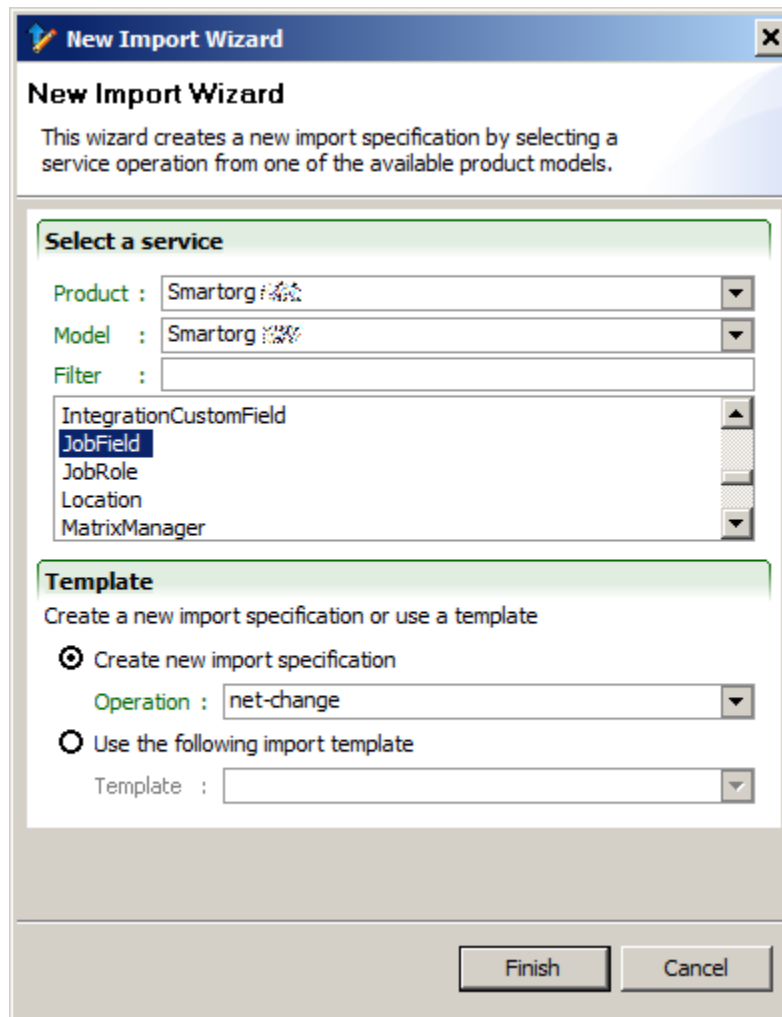 New Import Wizard
New Import Wizard
This wizard creates a new import specification by selecting a
service operation from one of the available product models.
Select a service
Product : Smartorg
Model : Smartorg
Filter :
IntegrationCustomField
JobField
JobRole
Location
MatrixManager
Template
Create a new import specification or use a template
Create new import specification
Operation : net-change
Use the following import template
Template :
Finish Cancel